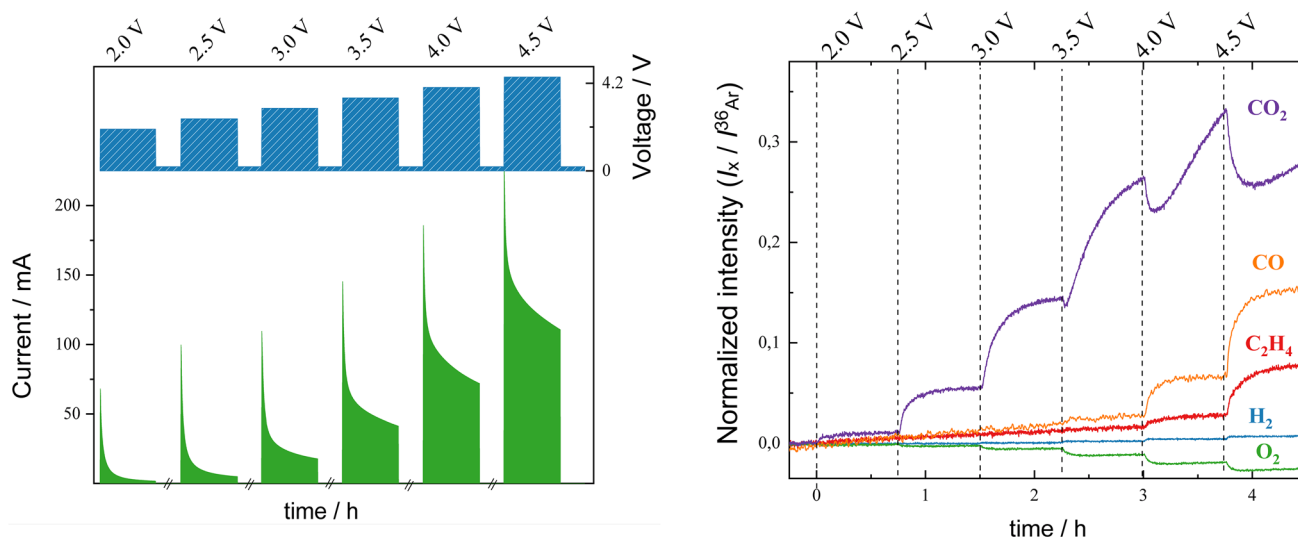 2.0 V 2.5 V 3.0 V 3.5 V 4.0 V 4.5 V
4.2
0
Voltage / V
200
150
100
50
Current / mA
time / h
2.0 V 2.5 V 3.0 V 3.5 V 4.0 V 4.5 V
0,3
0,2
0,1
0,0
Normalized intensity (Iₓ / I³⁶Ar)
CO₂
CO
C₂H₄
H₂
O₂
0 1 2 3 4
time / h